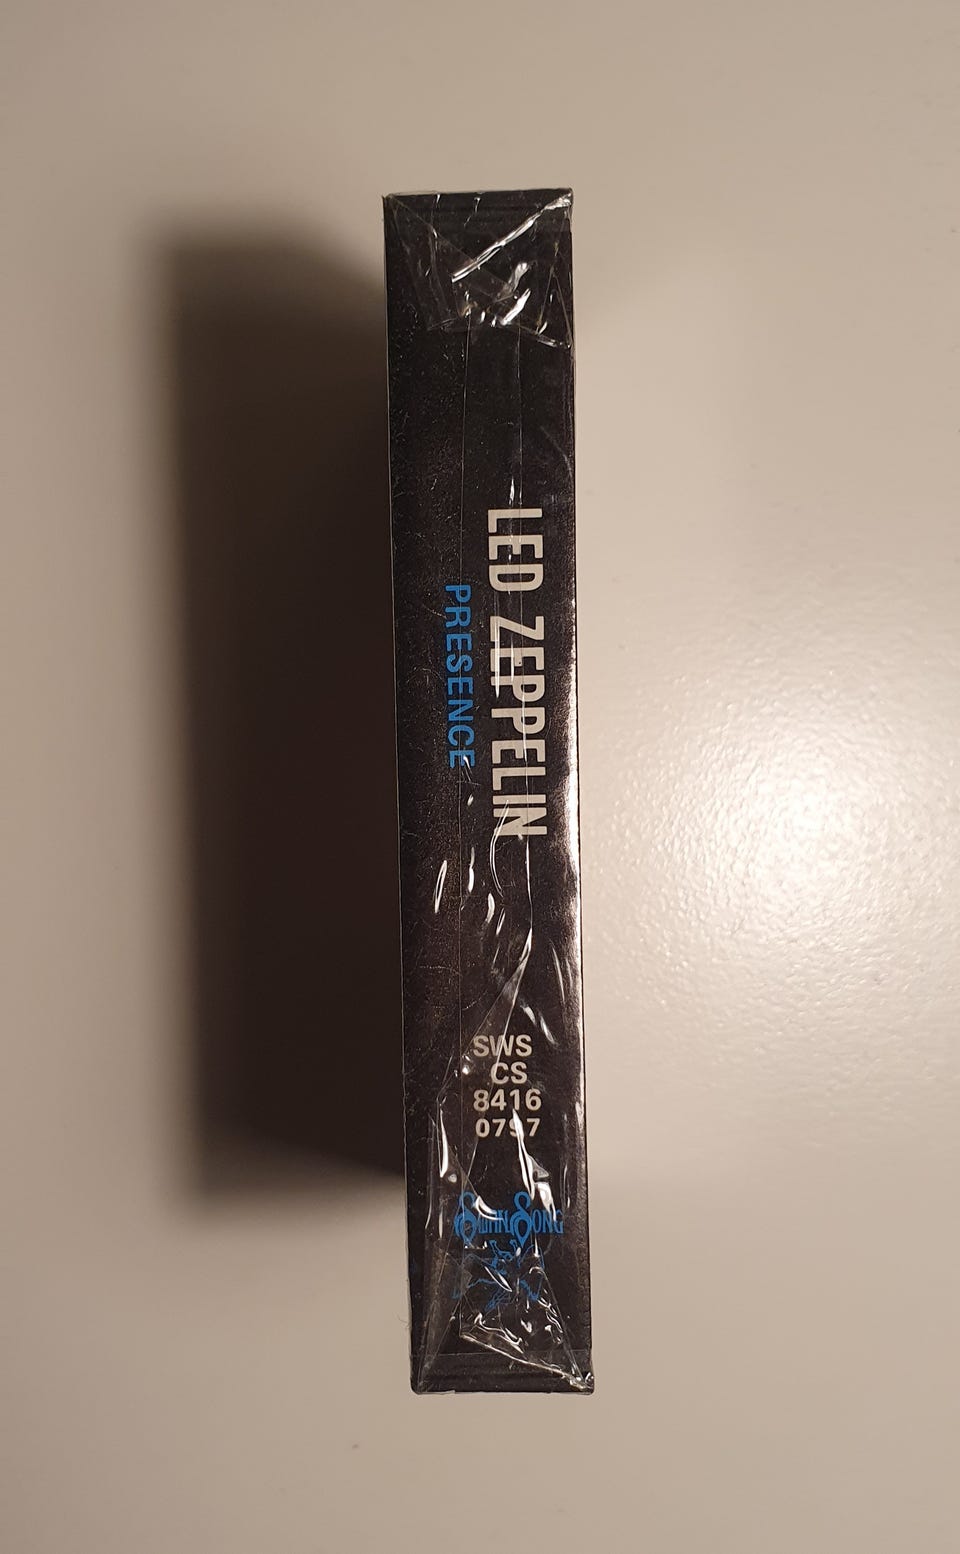 LED ZEPPELIN
PRESENCE
SWS
CS
8416
0797
SWAN SONG